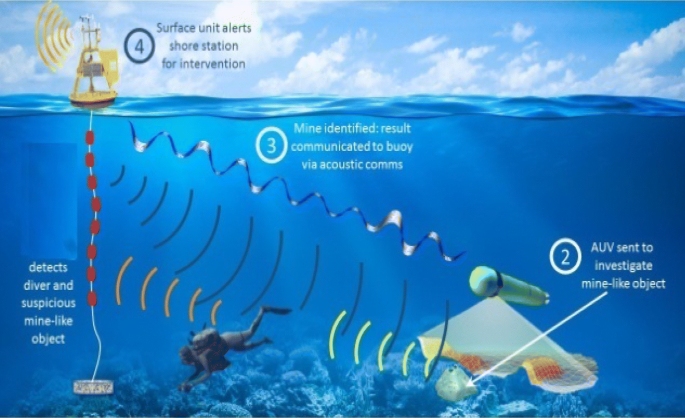 4
Surface unit alerts
shore station
for intervention
3
Mine identified: result
communicated to buoy
via acoustic comms
2
AUV sent to
investigate
mine-like object
detects
diver and
suspicious
mine-like
object